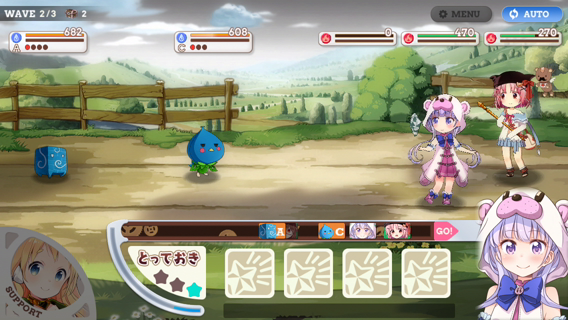 WAVE 2/3 2
MENU
AUTO
682
A
608
C
0
470
270
A
C
GO!
とっておき
SUPPORT